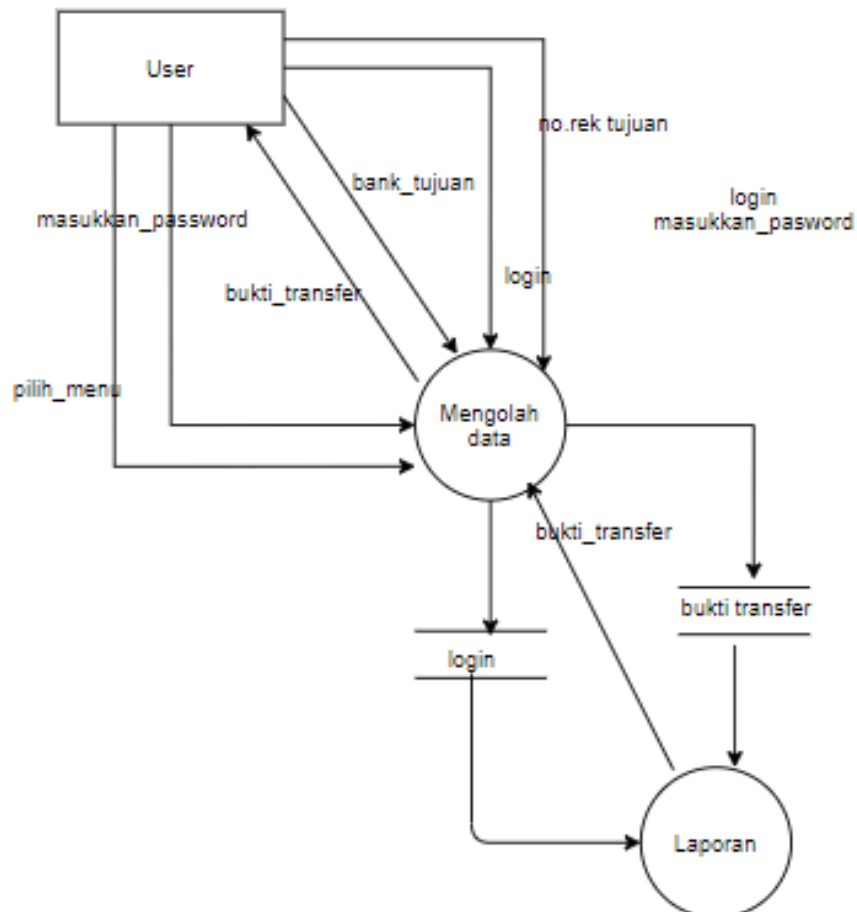 User
no.rek tujuan
bank_tujuan
login
masukkan_pasword
masukkan_password
login
bukti_transfer
pilih_menu
Mengolah
data
bukti_transfer
bukti transfer
login
Laporan